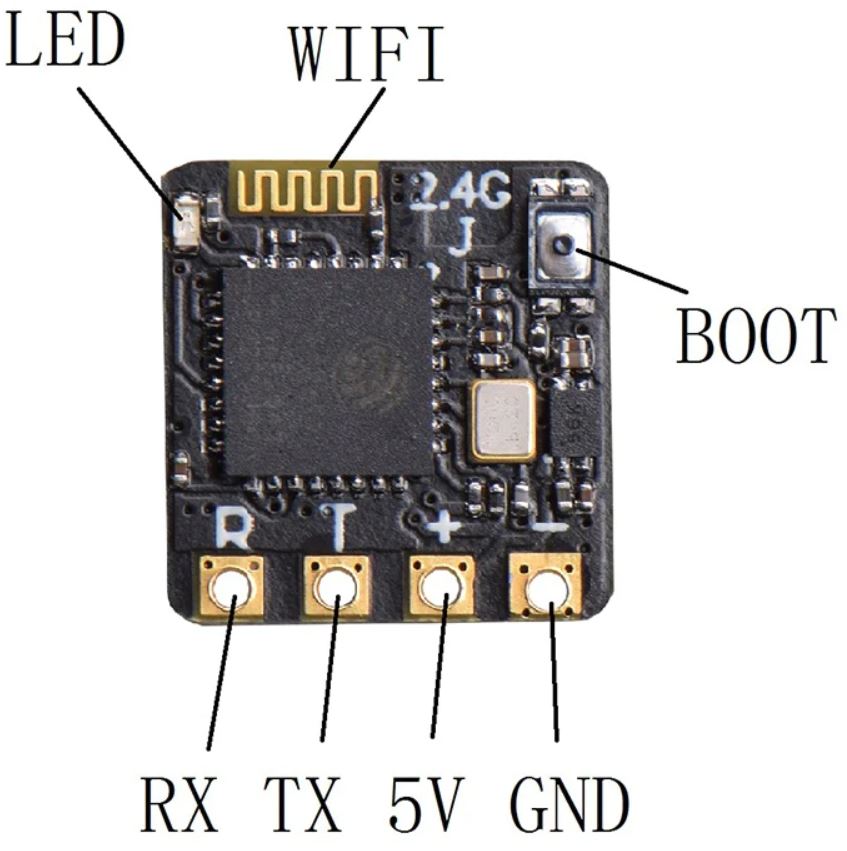 LED
WIFI
2.4G
J
BOOT
R T + -
RX TX 5V GND